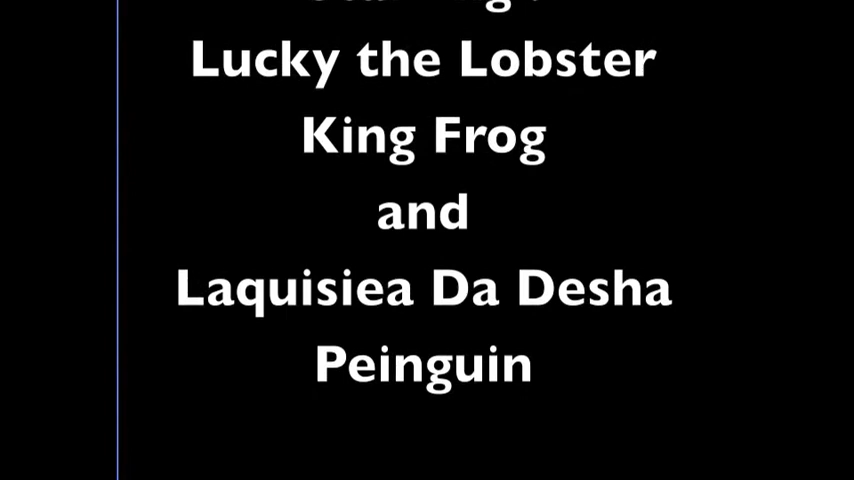 Lucky the Lobster
King Frog
and
Laquisiea Da Desha
Peinguin